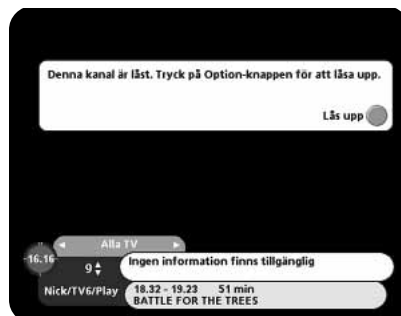 Denna kanal är låst. Tryck på Option-knappen för att låsa upp.
Lås upp
Alla TV
16.16
9
Ingen information finns tillgänglig
Nick/TV6/Play
18.32 - 19.23 51 min
BATTLE FOR THE TREES